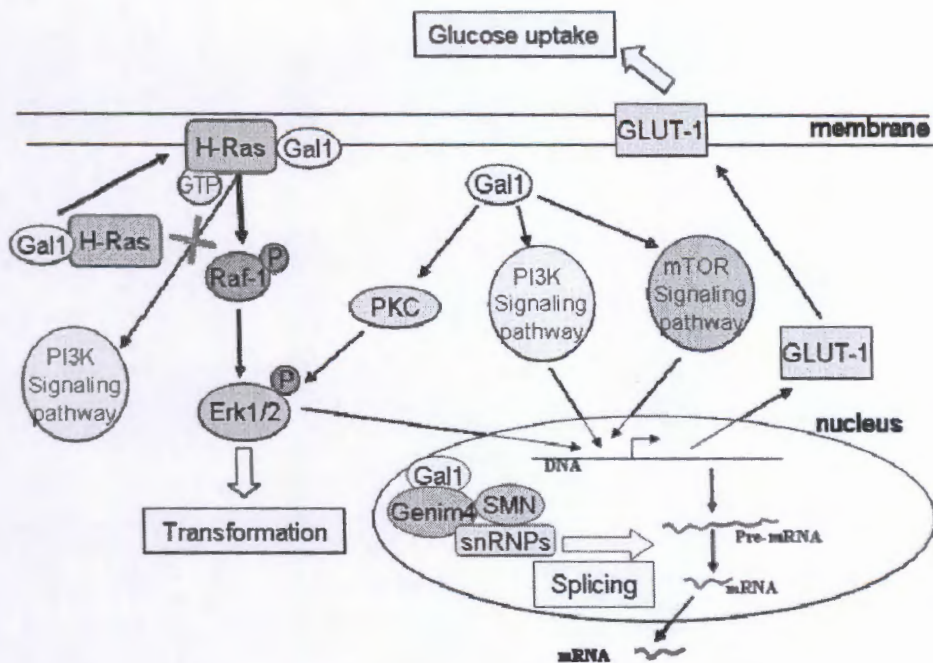 Glucose uptake
GLUT-1
membrane
H-Ras
Gal1
GTP
Gal1
H-Ras
Gal1
P
Raf-1
PKC
PI3K
Signaling
pathway
mTOR
Signaling
pathway
PI3K
Signaling
pathway
GLUT-1
P
Erk1/2
nucleus
DNA
Gal1
Genim4
SMN
snRNPs
Transformation
Splicing
Pre-mRNA
mRNA
mRNA